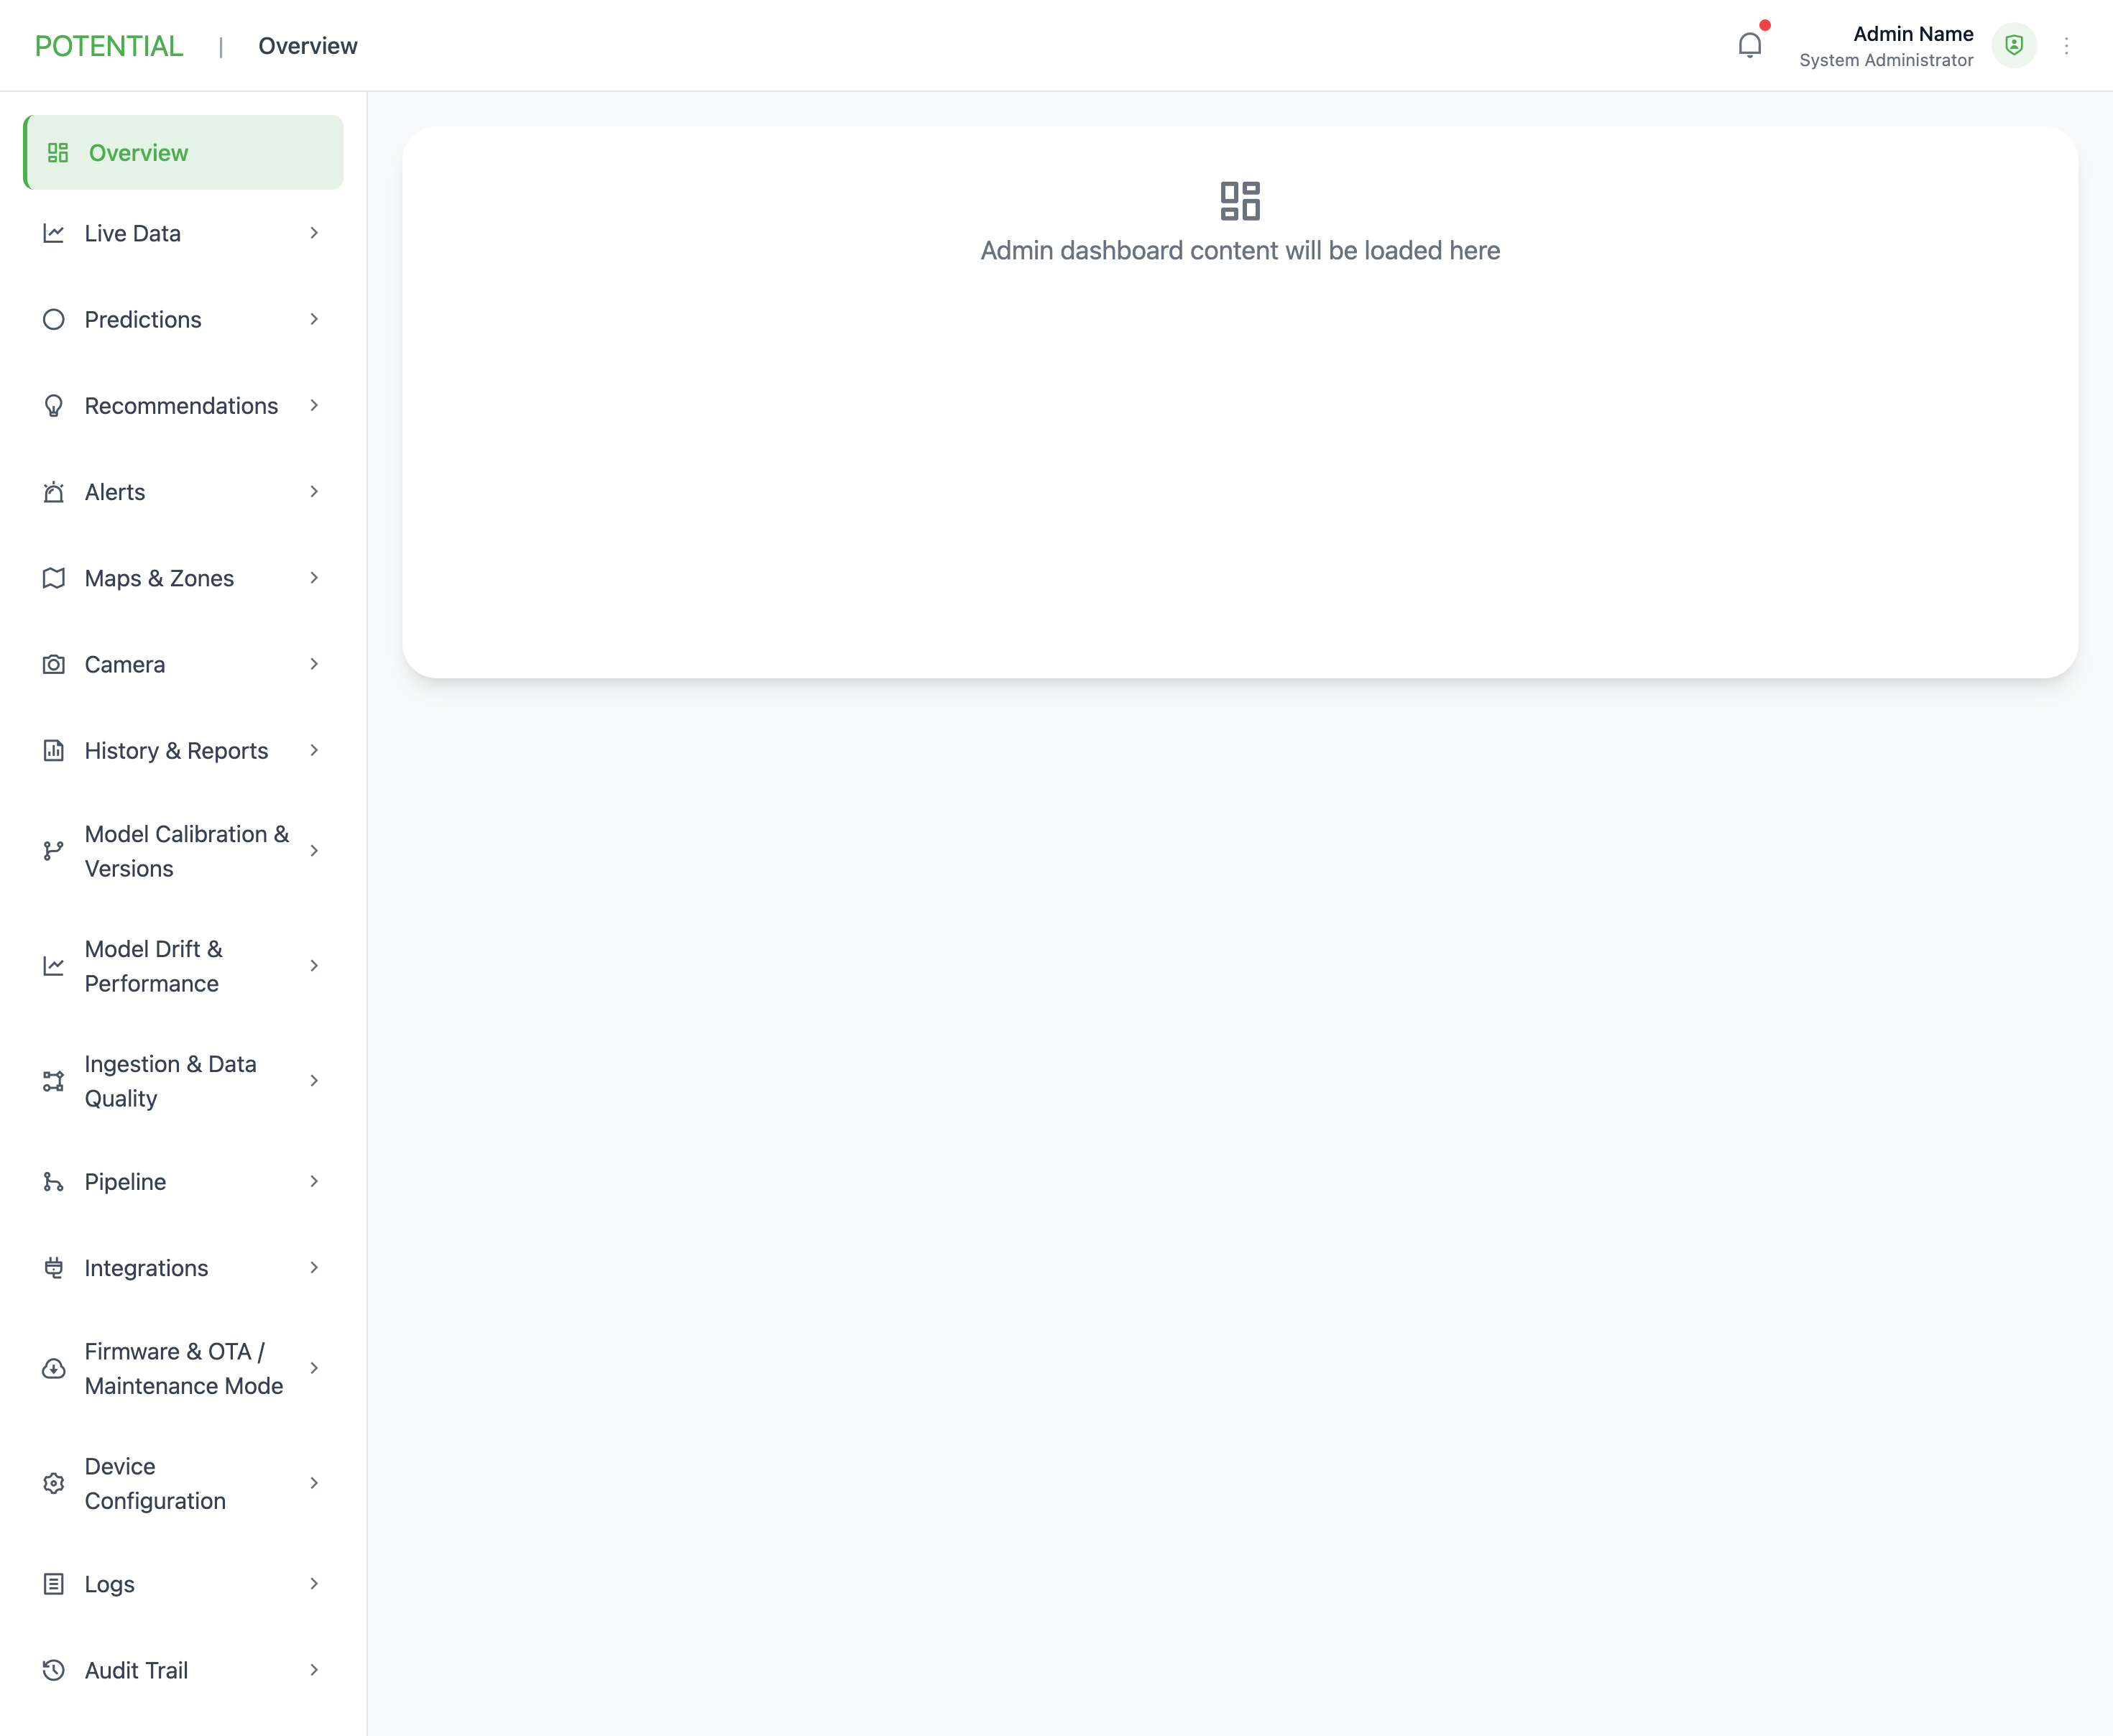 POTENTIAL | Overview
Admin Name
System Administrator
Overview
Live Data
Predictions
Recommendations
Alerts
Maps & Zones
Camera
History & Reports
Model Calibration &
Versions
Model Drift &
Performance
Ingestion & Data
Quality
Pipeline
Integrations
Firmware & OTA /
Maintenance Mode
Device
Configuration
Logs
Audit Trail
Admin dashboard content will be loaded here